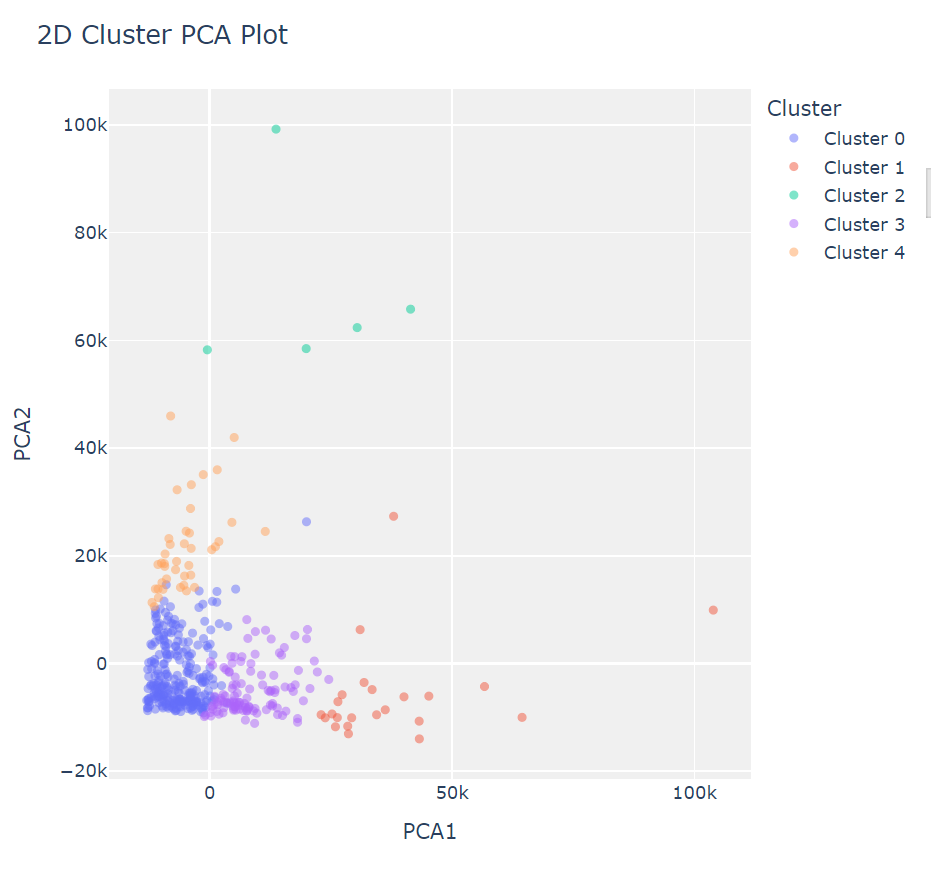 2D Cluster PCA Plot
Cluster
Cluster 0
Cluster 1
Cluster 2
Cluster 3
Cluster 4
100k
80k
60k
40k
20k
0
−20k
PCA2
0 50k 100k
PCA1